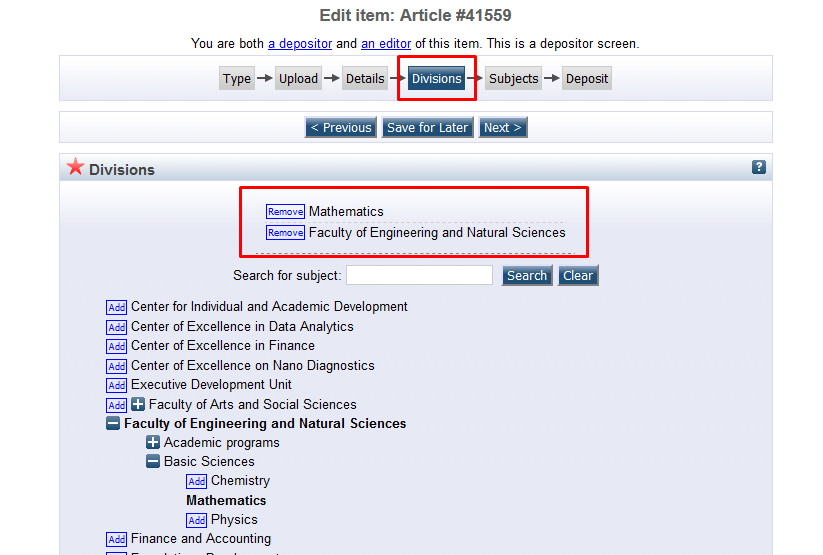 Edit item: Article #41559
You are both a depositor and an editor of this item. This is a depositor screen.
Type Upload Details Divisions Subjects Deposit
< Previous Save for Later Next >
Divisions ?
Remove Mathematics
Remove Faculty of Engineering and Natural Sciences
Search for subject: Search Clear
Add Center for Individual and Academic Development
Add Center of Excellence in Data Analytics
Add Center of Excellence in Finance
Add Center of Excellence on Nano Diagnostics
Add Executive Development Unit
Add Faculty of Arts and Social Sciences
Faculty of Engineering and Natural Sciences
Academic programs
Basic Sciences
Add Chemistry
Mathematics
Add Physics
Add Finance and Accounting